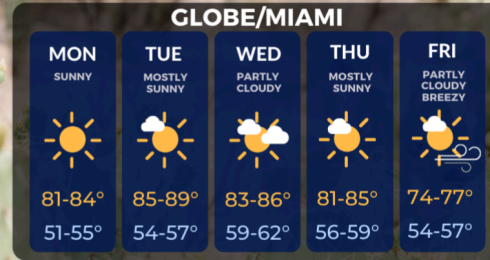 GLOBE/MIAMI
MON
SUNNY
81-84°
51-55°
TUE
MOSTLY
SUNNY
85-89°
54-57°
WED
PARTLY
CLOUDY
83-86°
59-62°
THU
MOSTLY
SUNNY
81-85°
56-59°
FRI
PARTLY
CLOUDY
BREEZY
74-77°
54-57°